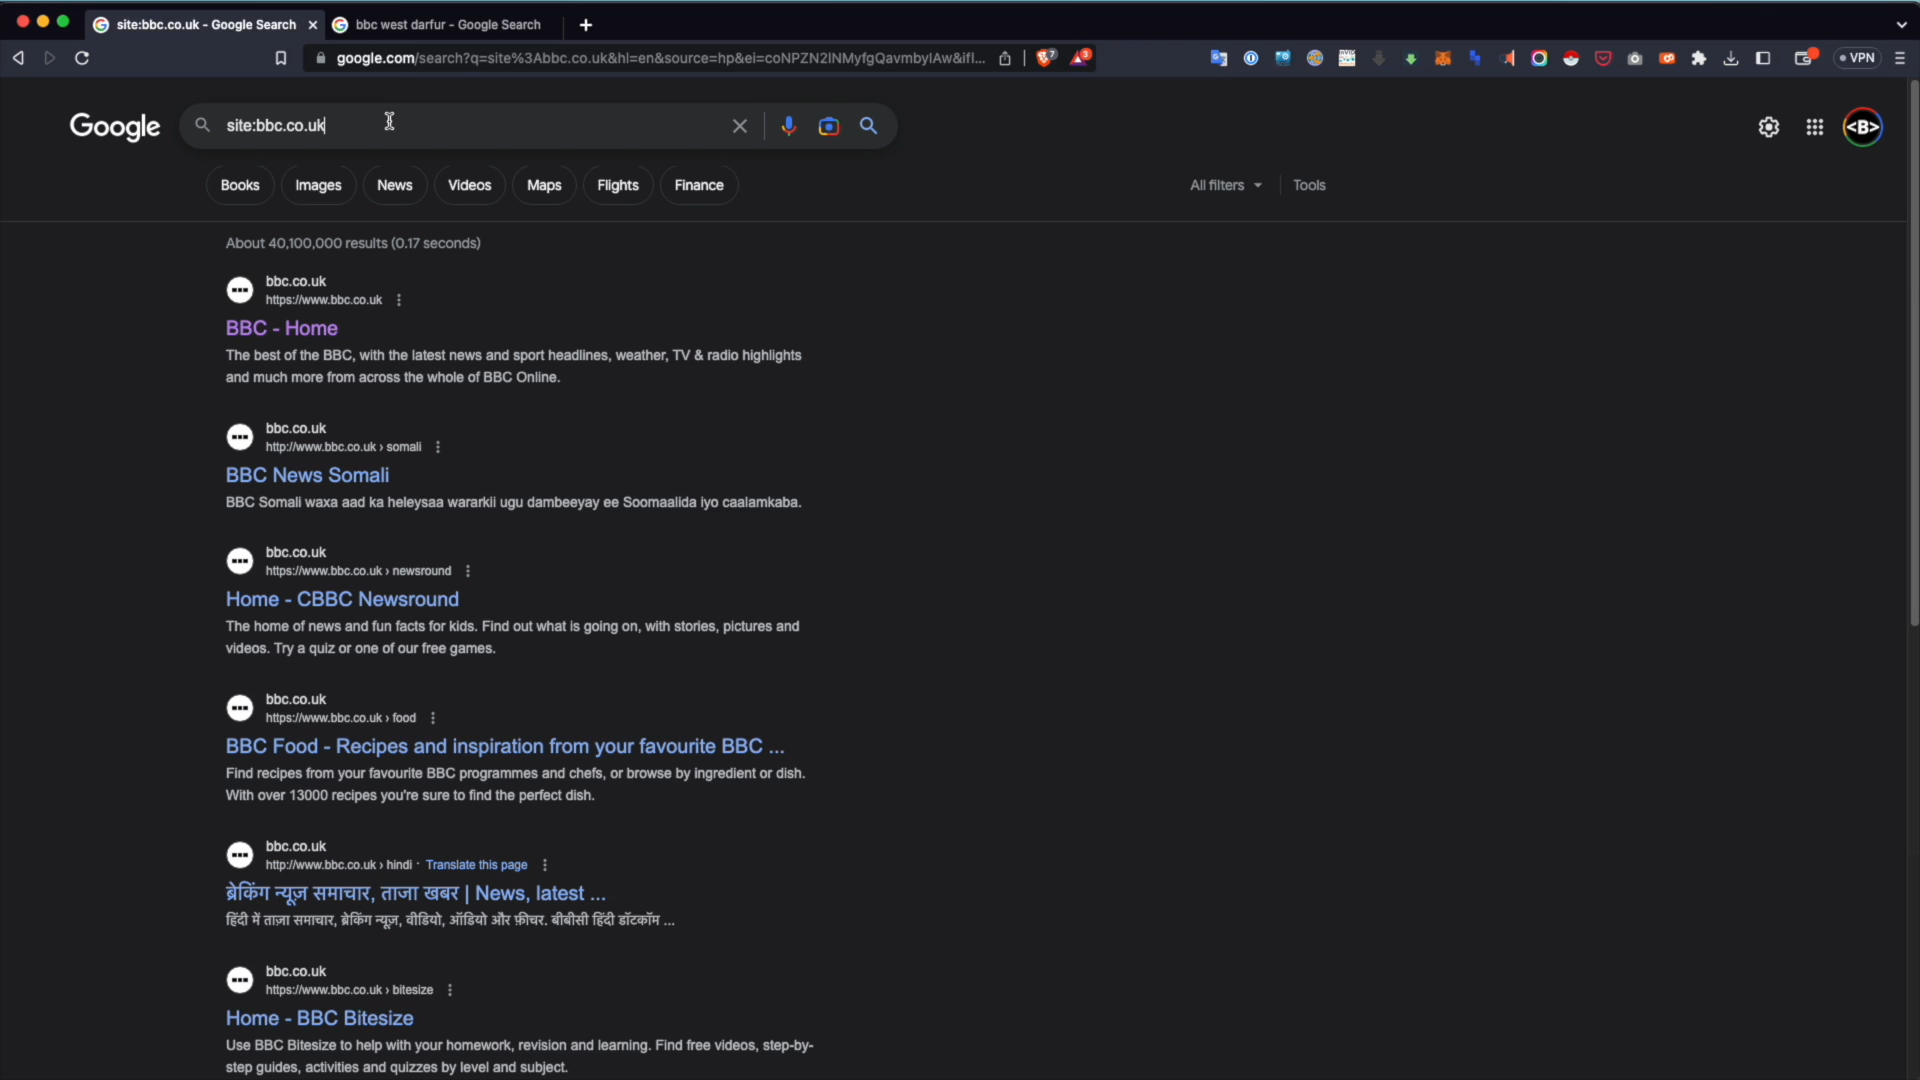 site:bbc.co.uk - Google Search
bbc west darfur - Google Search
google.com/search?q=site%3Abbc.co.uk&hl=en&source=hp&ei=coNPZN2lNMyfgQavmbyIAw&ifl...
7
3
VPN
Google
site:bbc.co.uk
<B>
Books
Images
News
Videos
Maps
Flights
Finance
All filters
Tools
About 40,100,000 results (0.17 seconds)
bbc.co.uk
https://www.bbc.co.uk
BBC - Home
The best of the BBC, with the latest news and sport headlines, weather, TV & radio highlights
and much more from across the whole of BBC Online.
bbc.co.uk
http://www.bbc.co.uk › somali
BBC News Somali
BBC Somali waxa aad ka heleysaa wararkii ugu dambeeyay ee Soomaalida iyo caalamkaba.
bbc.co.uk
https://www.bbc.co.uk › newsround
Home - CBBC Newsround
The home of news and fun facts for kids. Find out what is going on, with stories, pictures and
videos. Try a quiz or one of our free games.
bbc.co.uk
https://www.bbc.co.uk › food
BBC Food - Recipes and inspiration from your favourite BBC ...
Find recipes from your favourite BBC programmes and chefs, or browse by ingredient or dish.
With over 13000 recipes you're sure to find the perfect dish.
bbc.co.uk
http://www.bbc.co.uk › hindi · Translate this page
ब्रेकिंग न्यूज़ समाचार, ताजा खबर | News, latest ...
हिंदी में ताज़ा समाचार, ब्रेकिंग न्यूज़, वीडियो, ऑडियो और फ़ीचर. बीबीसी हिंदी डॉटकॉम ...
bbc.co.uk
https://www.bbc.co.uk › bitesize
Home - BBC Bitesize
Use BBC Bitesize to help with your homework, revision and learning. Find free videos, step-by-
step guides, activities and quizzes by level and subject.